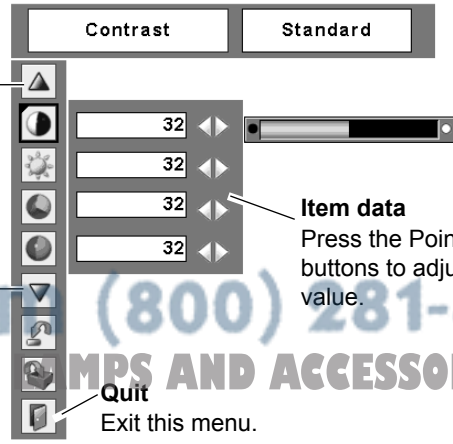 Contrast
Standard
32
32
32
32
Item data
Press the Poin
buttons to adju
value.
(800) 281-
MPS AND ACCESSO
Quit
Exit this menu.